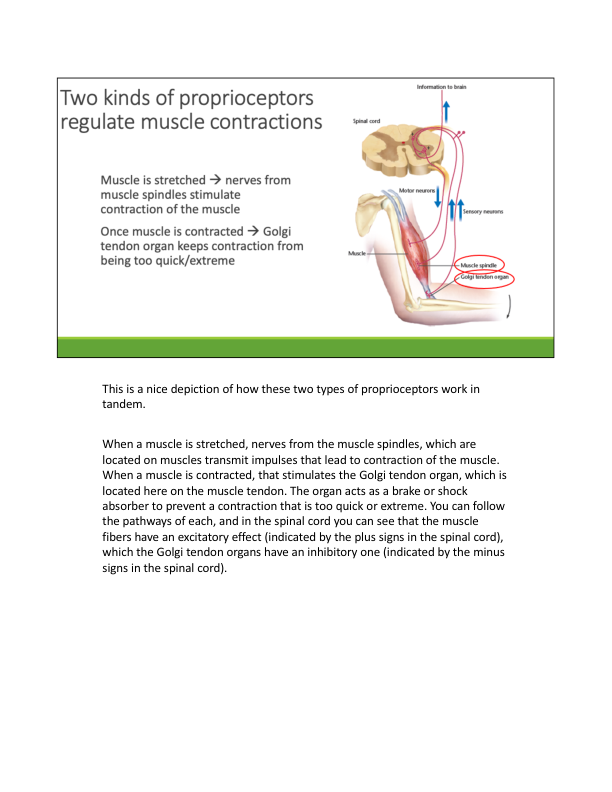 Two kinds of proprioceptors
regulate muscle contractions
Muscle is stretched → nerves from
muscle spindles stimulate
contraction of the muscle
Once muscle is contracted → Golgi
tendon organ keeps contraction from
being too quick/extreme
Information to brain
Spinal cord
Motor neurons
Sensory neurons
Muscle
Muscle spindle
Golgi tendon organ
This is a nice depiction of how these two types of proprioceptors work in
tandem.
When a muscle is stretched, nerves from the muscle spindles, which are
located on muscles transmit impulses that lead to contraction of the muscle.
When a muscle is contracted, that stimulates the Golgi tendon organ, which is
located here on the muscle tendon. The organ acts as a brake or shock
absorber to prevent a contraction that is too quick or extreme. You can follow
the pathways of each, and in the spinal cord you can see that the muscle
fibers have an excitatory effect (indicated by the plus signs in the spinal cord),
which the Golgi tendon organs have an inhibitory one (indicated by the minus
signs in the spinal cord).